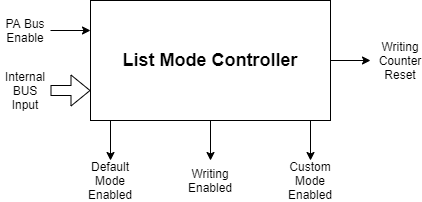 PA Bus
Enable
Internal
BUS
Input
List Mode Controller
Writing
Counter
Reset
Default
Mode
Enabled
Writing
Enabled
Custom
Mode
Enabled